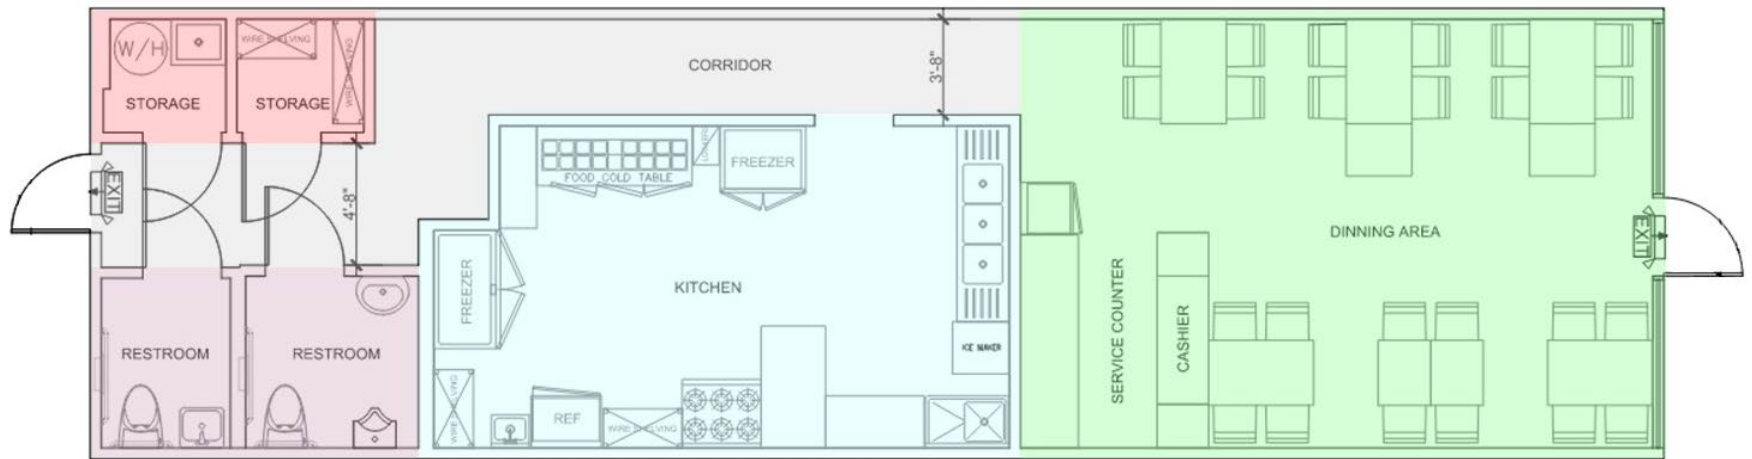 W/H
WIRE SHELVING
WIRE SHELVING
STORAGE
STORAGE
CORRIDOR
3'-8"
EXIT
4'-8"
FOOD COLD TABLE
FREEZER
FREEZER
KITCHEN
RESTROOM
RESTROOM
WIRE SHELVING
REF
WIRE SHELVING
ICE MAKER
SERVICE COUNTER
CASHIER
DINNING AREA
EXIT